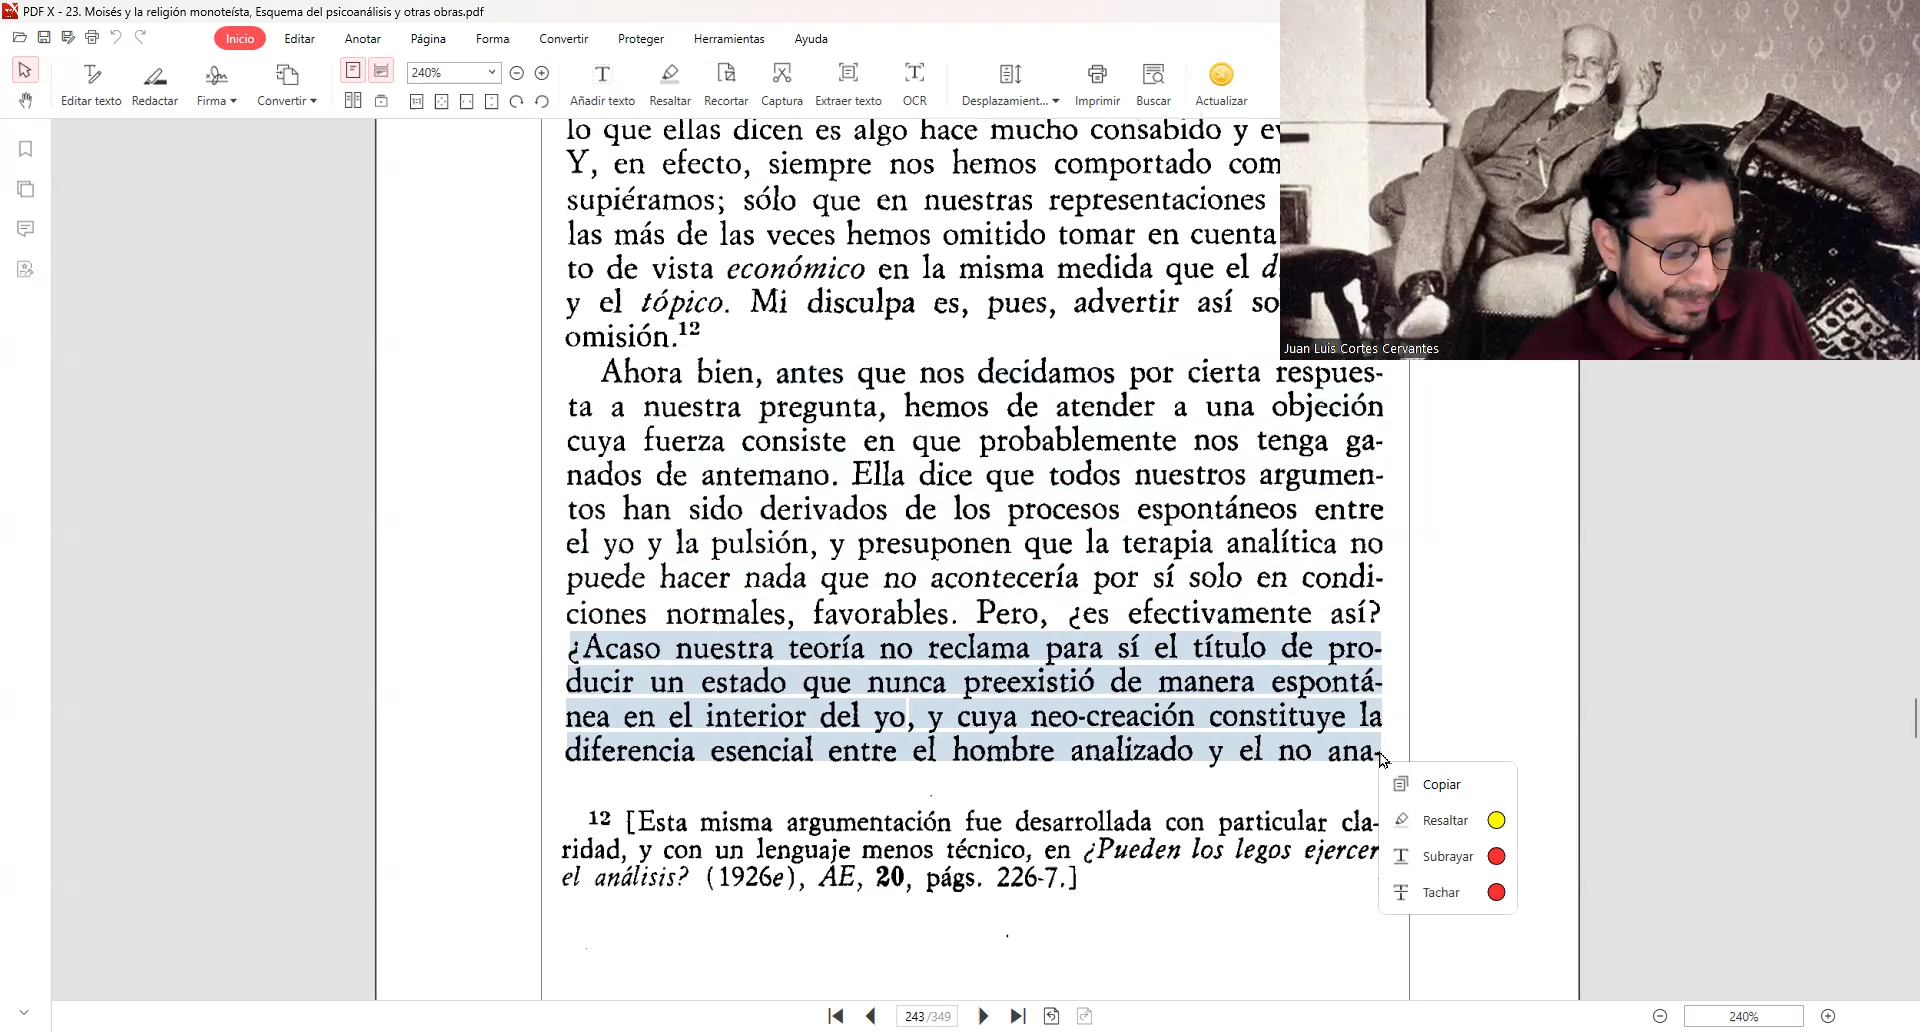 PDF X - 23. Moisés y la religión monoteísta, Esquema del psicoanálisis y otras obras.pdf
Inicio Editar Anotar Página Forma Convertir Proteger Herramientas Ayuda
240%
Editar texto Redactar Firma Convertir Añadir texto Resaltar Recortar Captura Extraer texto OCR Desplazamient... Imprimir Buscar Actualizar
lo que ellas dicen es algo hace mucho consabido y
Y, en efecto, siempre nos hemos comportado com
supiéramos; sólo que en nuestras representaciones
las más de las veces hemos omitido tomar en cuenta
to de vista económico en la misma medida que el d
y el tópico. Mi disculpa es, pues, advertir así so
omisión.12
Ahora bien, antes que nos decidamos por cierta respues-
ta a nuestra pregunta, hemos de atender a una objeción
cuya fuerza consiste en que probablemente nos tenga ga-
nados de antemano. Ella dice que todos nuestros argumen-
tos han sido derivados de los procesos espontáneos entre
el yo y la pulsión, y presuponen que la terapia analítica no
puede hacer nada que no acontecería por sí solo en condi-
ciones normales, favorables. Pero, ¿es efectivamente así?
¿Acaso nuestra teoría no reclama para sí el título de pro-
ducir un estado que nunca preexistió de manera espontá-
nea en el interior del yo, y cuya neo-creación constituye la
diferencia esencial entre el hombre analizado y el no ana-
12 [Esta misma argumentación fue desarrollada con particular cla-
ridad, y con un lenguaje menos técnico, en ¿Pueden los legos ejercer
el análisis? (1926e), AE, 20, págs. 226-7.]
Juan Luis Cortes Cervantes
Copiar
Resaltar
Subrayar
Tachar
243 /349
240%